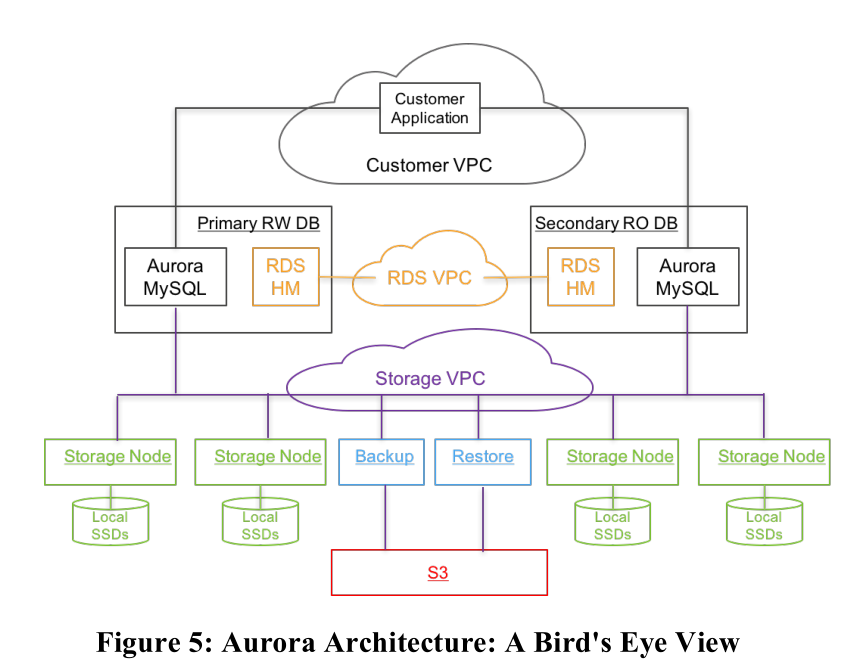 Customer
Application
Customer VPC
Primary RW DB
Secondary RO DB
Aurora
MySQL
RDS
HM
RDS VPC
RDS
HM
Aurora
MySQL
Storage VPC
Storage Node
Storage Node
Backup
Restore
Storage Node
Storage Node
Local
SSDs
Local
SSDs
Local
SSDs
Local
SSDs
S3
Figure 5: Aurora Architecture: A Bird's Eye View